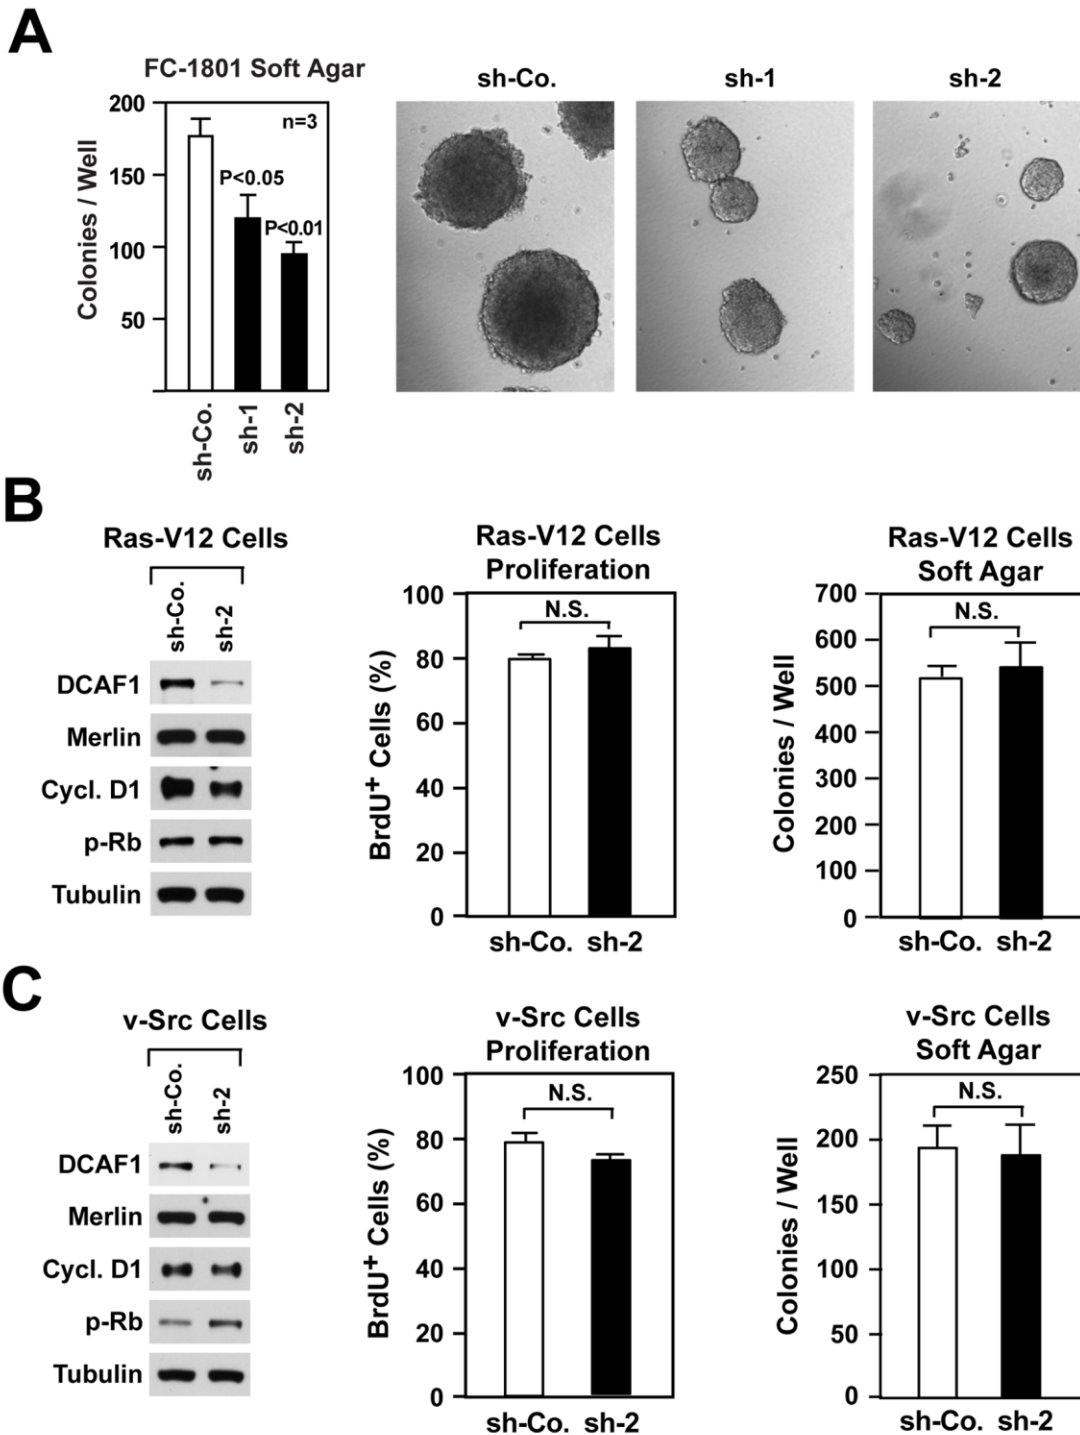 A
FC-1801 Soft Agar
Colonies / Well
200
150
100
50
n=3
P<0.05
P<0.01
sh-Co.
sh-1
sh-2
sh-Co.
sh-1
sh-2
B
Ras-V12 Cells
sh-Co.
sh-2
DCAF1
Merlin
Cycl. D1
p-Rb
Tubulin
Ras-V12 Cells
Proliferation
BrdU+ Cells (%)
100
80
60
40
20
0
N.S.
sh-Co. sh-2
Ras-V12 Cells
Soft Agar
Colonies / Well
700
600
500
400
300
200
100
0
N.S.
sh-Co. sh-2
C
v-Src Cells
sh-Co.
sh-2
DCAF1
Merlin
Cycl. D1
p-Rb
Tubulin
v-Src Cells
Proliferation
BrdU+ Cells (%)
100
80
60
40
20
0
N.S.
sh-Co. sh-2
v-Src Cells
Soft Agar
Colonies / Well
250
200
150
100
50
0
N.S.
sh-Co. sh-2